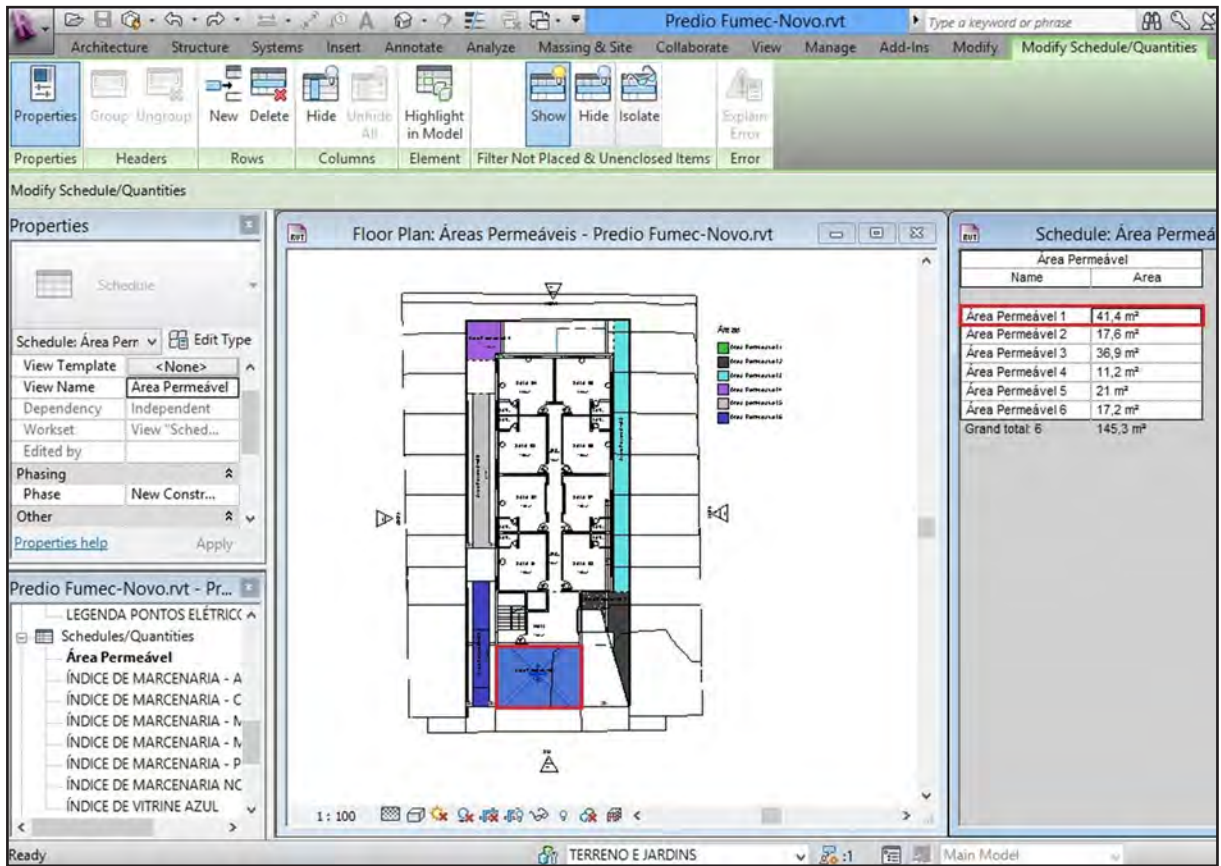 Predio Fumec-Novo.rvt
Type a keyword or phrase
Architecture Structure Systems Insert Annotate Analyze Massing & Site Collaborate View Manage Add-Ins Modify Modify Schedule/Quantities
Properties Group Ungroup New Delete Hide Unhide All Highlight in Model Show Hide Isolate Explain Error
Properties Headers Rows Columns Element Filter Not Placed & Unenclosed Items Error
Modify Schedule/Quantities
Properties
Schedule
Schedule: Área Perm Edit Type
View Template <None>
View Name Área Permeável
Dependency Independent
Workset View "Sched...
Edited by
Phasing
Phase New Constr...
Other
Properties help Apply
Predio Fumec-Novo.rvt - Pr...
LEGENDA PONTOS ELÉTRICC
Schedules/Quantities
Área Permeável
ÍNDICE DE MARCENARIA - A
ÍNDICE DE MARCENARIA - C
ÍNDICE DE MARCENARIA - M
ÍNDICE DE MARCENARIA - M
ÍNDICE DE MARCENARIA - P
ÍNDICE DE MARCENARIA NC
ÍNDICE DE VITRINE AZUL
Floor Plan: Áreas Permeáveis - Predio Fumec-Novo.rvt
Áreas
1 : 100
Schedule: Área Permeá
Área Permeável
Name Area
Área Permeável 1 41,4 m²
Área Permeável 2 17,6 m²
Área Permeável 3 36,9 m²
Área Permeável 4 11,2 m²
Área Permeável 5 21 m²
Área Permeável 6 17,2 m²
Grand total: 6 145,3 m²
Ready
TERRENO E JARDINS
:1
Main Model